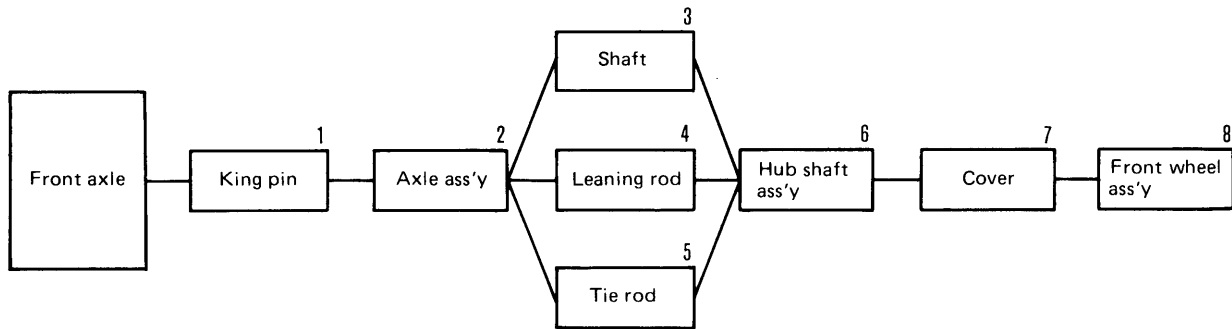 Front axle
1
King pin
2
Axle ass'y
3
Shaft
4
Leaning rod
5
Tie rod
6
Hub shaft
ass'y
7
Cover
8
Front wheel
ass'y